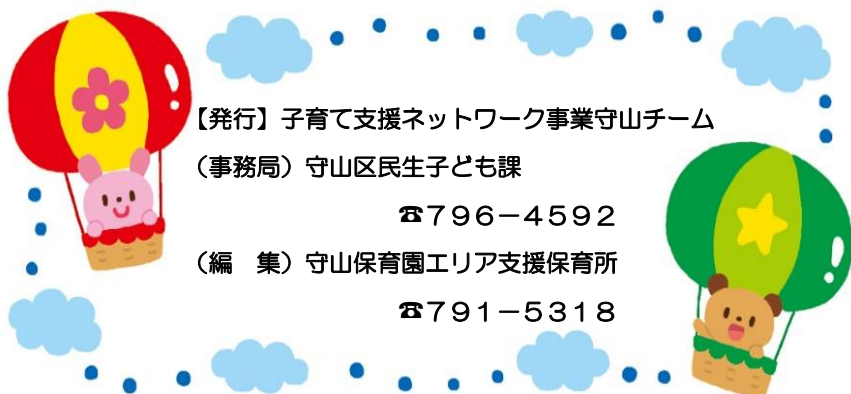 【発行】子育て支援ネットワーク事業守山チーム
（事務局）守山区民生子ども課
☎７９６－４５９２
（編　集）守山保育園エリア支援保育所
☎７９１－５３１８